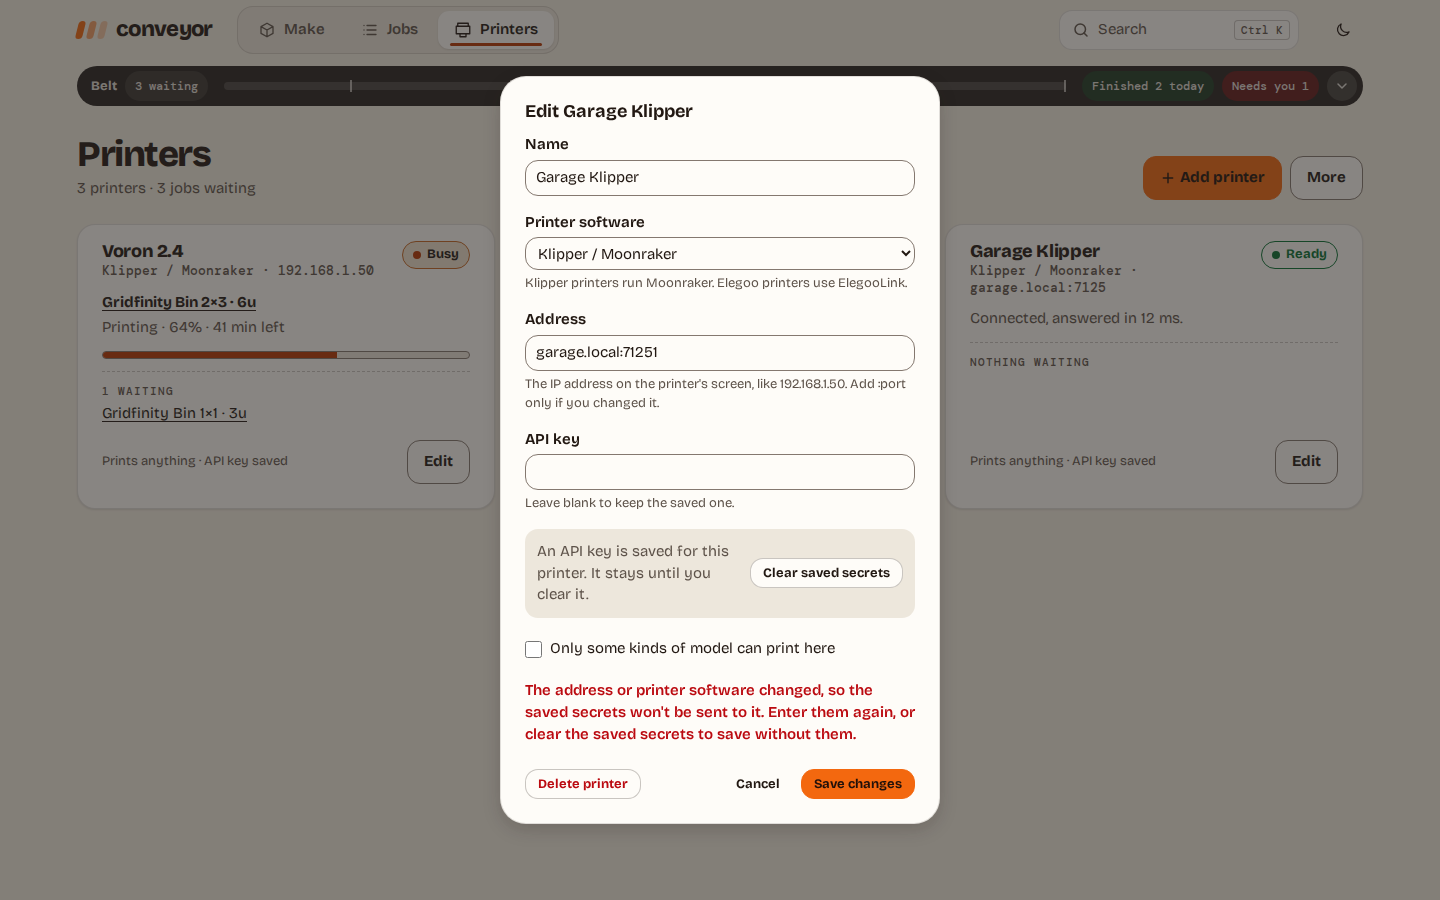 conveyor
Make
Jobs
Printers
Search
Ctrl K
Belt
3 waiting
Finished 2 today
Needs you 1
Printers
3 printers · 3 jobs waiting
+ Add printer
More
Voron 2.4
Busy
Klipper / Moonraker · 192.168.1.50
Gridfinity Bin 2×3 · 6u
Printing · 64% · 41 min left
1 WAITING
Gridfinity Bin 1×1 · 3u
Prints anything · API key saved
Edit
Edit Garage Klipper
Name
Garage Klipper
Printer software
Klipper / Moonraker
Klipper printers run Moonraker. Elegoo printers use ElegooLink.
Address
garage.local:71251
The IP address on the printer's screen, like 192.168.1.50. Add :port
only if you changed it.
API key
Leave blank to keep the saved one.
An API key is saved for this
printer. It stays until you
clear it.
Clear saved secrets
Only some kinds of model can print here
The address or printer software changed, so the
saved secrets won't be sent to it. Enter them again, or
clear the saved secrets to save without them.
Delete printer
Cancel
Save changes
Garage Klipper
Ready
Klipper / Moonraker ·
garage.local:7125
Connected, answered in 12 ms.
NOTHING WAITING
Prints anything · API key saved
Edit